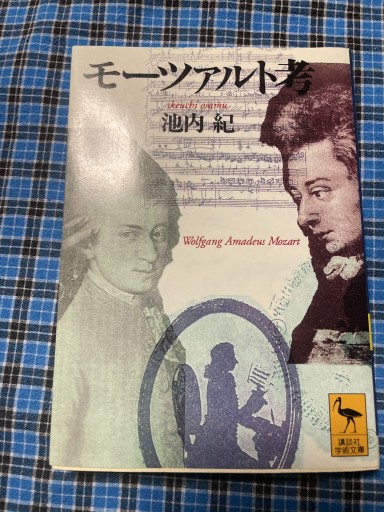 モーツァルト考
ikeuchi osamu
池内 紀
Wolfgang Amadeus Mozart
講談社
学術文庫